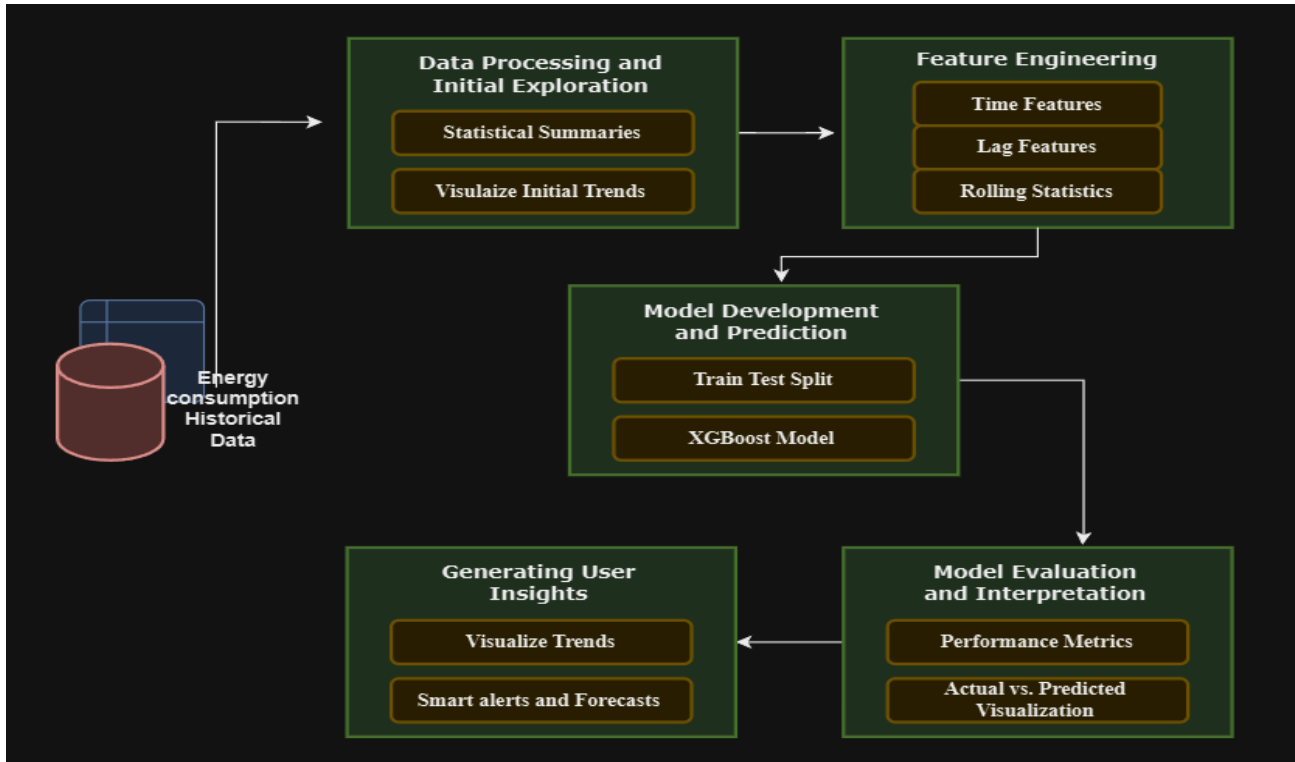 Data Processing and
Initial Exploration
Statistical Summaries
Visulaize Initial Trends
Feature Engineering
Time Features
Lag Features
Rolling Statistics
Energy
consumption
Historical
Data
Model Development
and Prediction
Train Test Split
XGBoost Model
Generating User
Insights
Visualize Trends
Smart alerts and Forecasts
Model Evaluation
and Interpretation
Performance Metrics
Actual vs. Predicted
Visualization